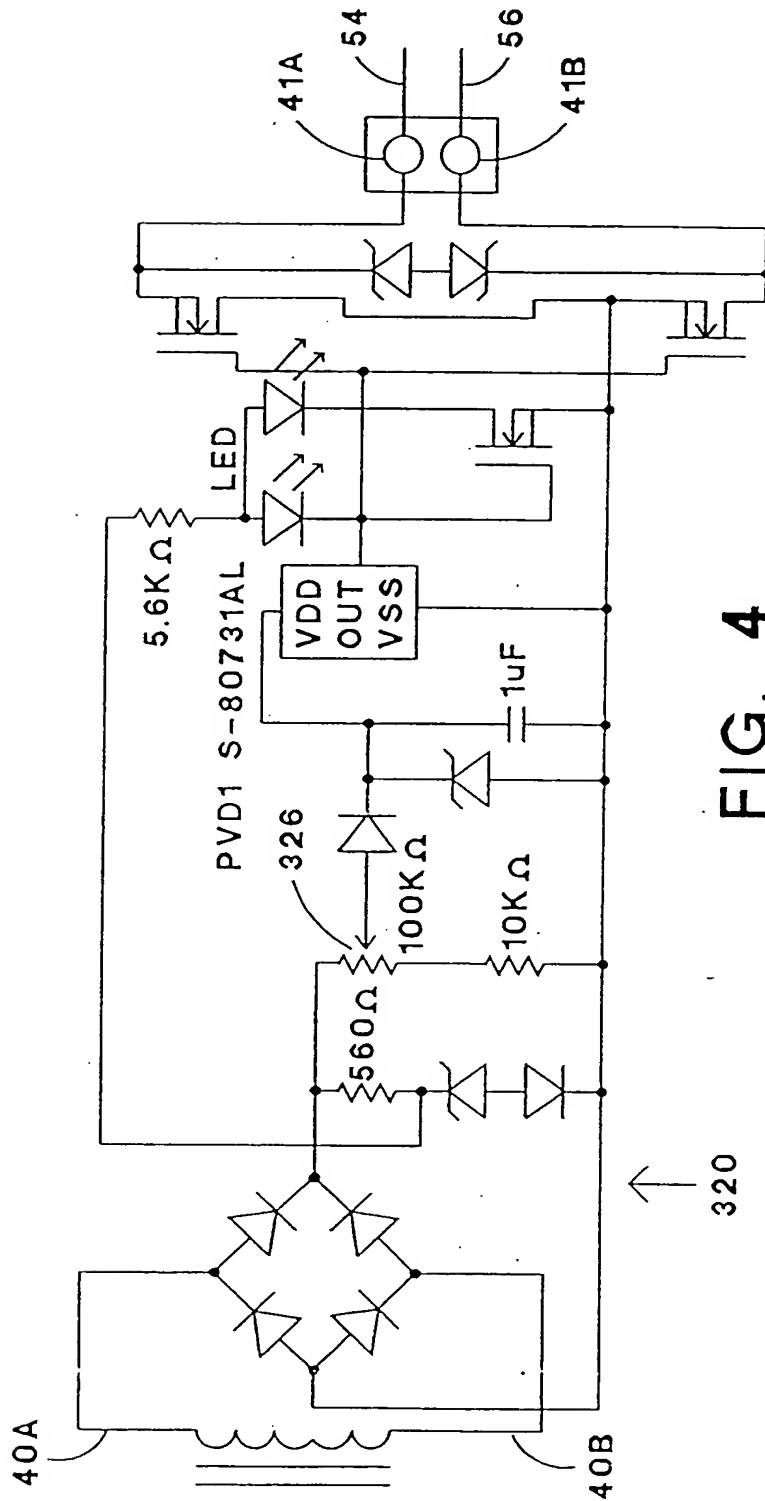 40A
40B
320
560Ω
326
100KΩ
10KΩ
PVD1 S-80731AL
1uF
VDD
OUT
VSS
5.6KΩ
LED
41A
54
56
41B
FIG. 4